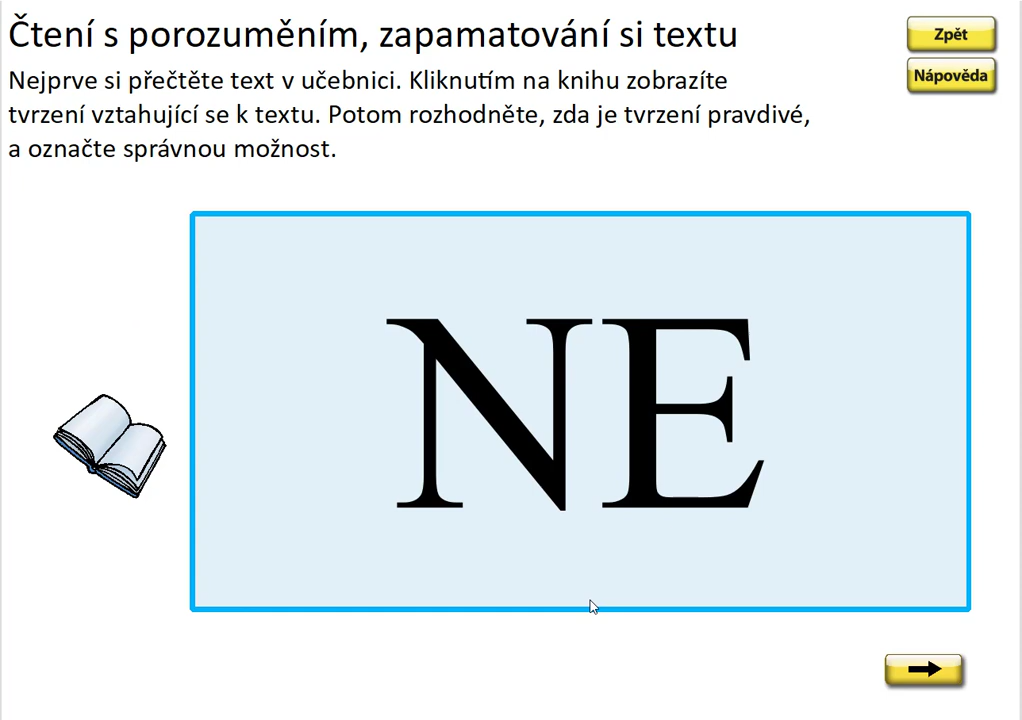 Čtení s porozuměním, zapamatování si textu
Zpět
Nápověda
Nejprve si přečtěte text v učebnici. Kliknutím na knihu zobrazíte
tvrzení vztahující se k textu. Potom rozhodněte, zda je tvrzení pravdivé,
a označte správnou možnost.
NE